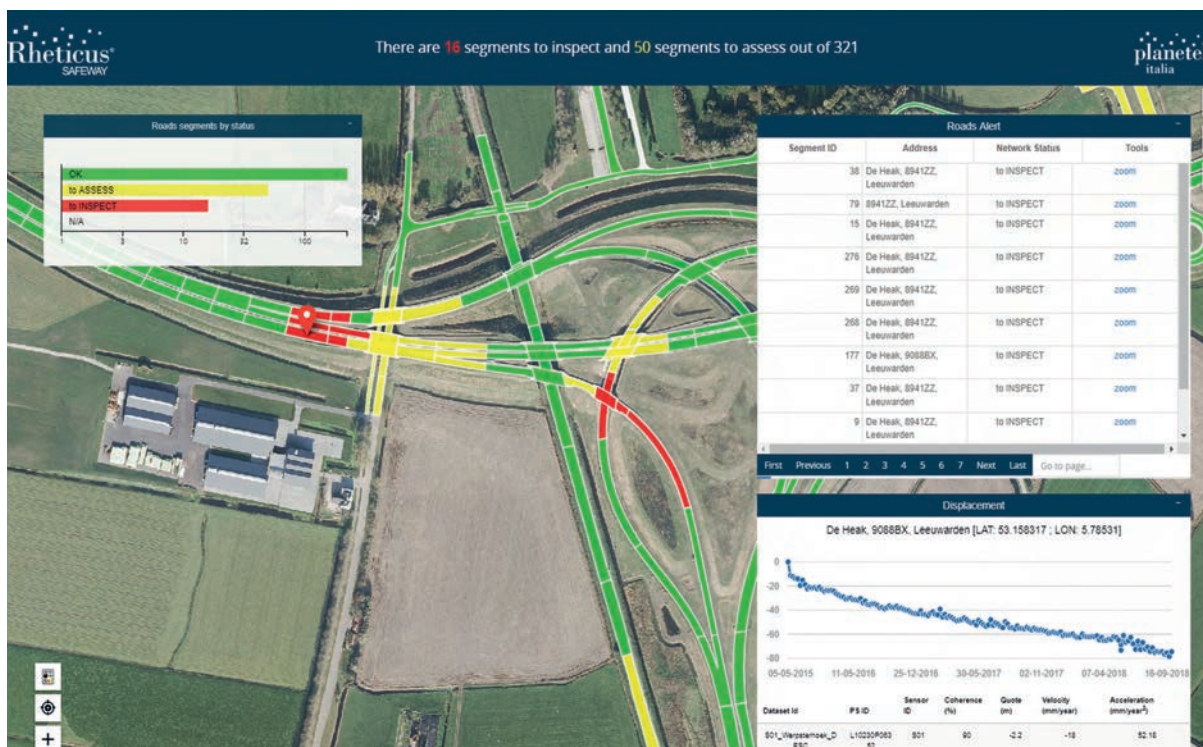 Rheticus®
SAFEWAY
There are 16 segments to inspect and 50 segments to assess out of 321
planete
italia
Roads segments by status
OK
to ASSESS
to INSPECT
N/A
1 3 10 32 100
Roads Alert
Segment ID Address Network Status Tools
38 De Heak, 8941ZZ, Leeuwarden to INSPECT zoom
79 8941ZZ, Leeuwarden to INSPECT zoom
15 De Heak, 8941ZZ, Leeuwarden to INSPECT zoom
276 De Heak, 8941ZZ, Leeuwarden to INSPECT zoom
269 De Heak, 8941ZZ, Leeuwarden to INSPECT zoom
268 De Heak, 8941ZZ, Leeuwarden to INSPECT zoom
177 De Heak, 9088BX, Leeuwarden to INSPECT zoom
37 De Heak, 8941ZZ, Leeuwarden to INSPECT zoom
9 De Heak, 8941ZZ, Leeuwarden to INSPECT zoom
First Previous 1 2 3 4 5 6 7 Next Last Go to page...
Displacement
De Heak, 9088BX, Leeuwarden [LAT: 53.158317 ; LON: 5.78531]
0
-20
-40
-60
-80
05-05-2015 11-05-2016 25-12-2016 30-05-2017 02-11-2017 07-04-2018 16-09-2018
Dataset Id PS ID Sensor ID Coherence (%) Quote (m) Velocity (mm/year) Acceleration (mm/year²)
S01 90 -2.2 -18 52.18